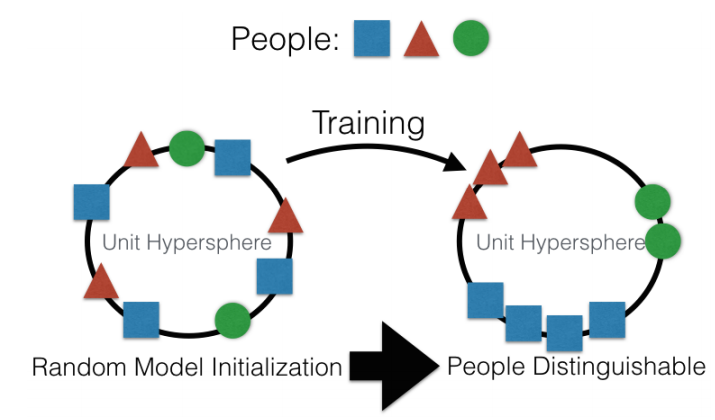 People:
Training
Unit Hypersphere
Unit Hypersphere
Random Model Initialization
People Distinguishable